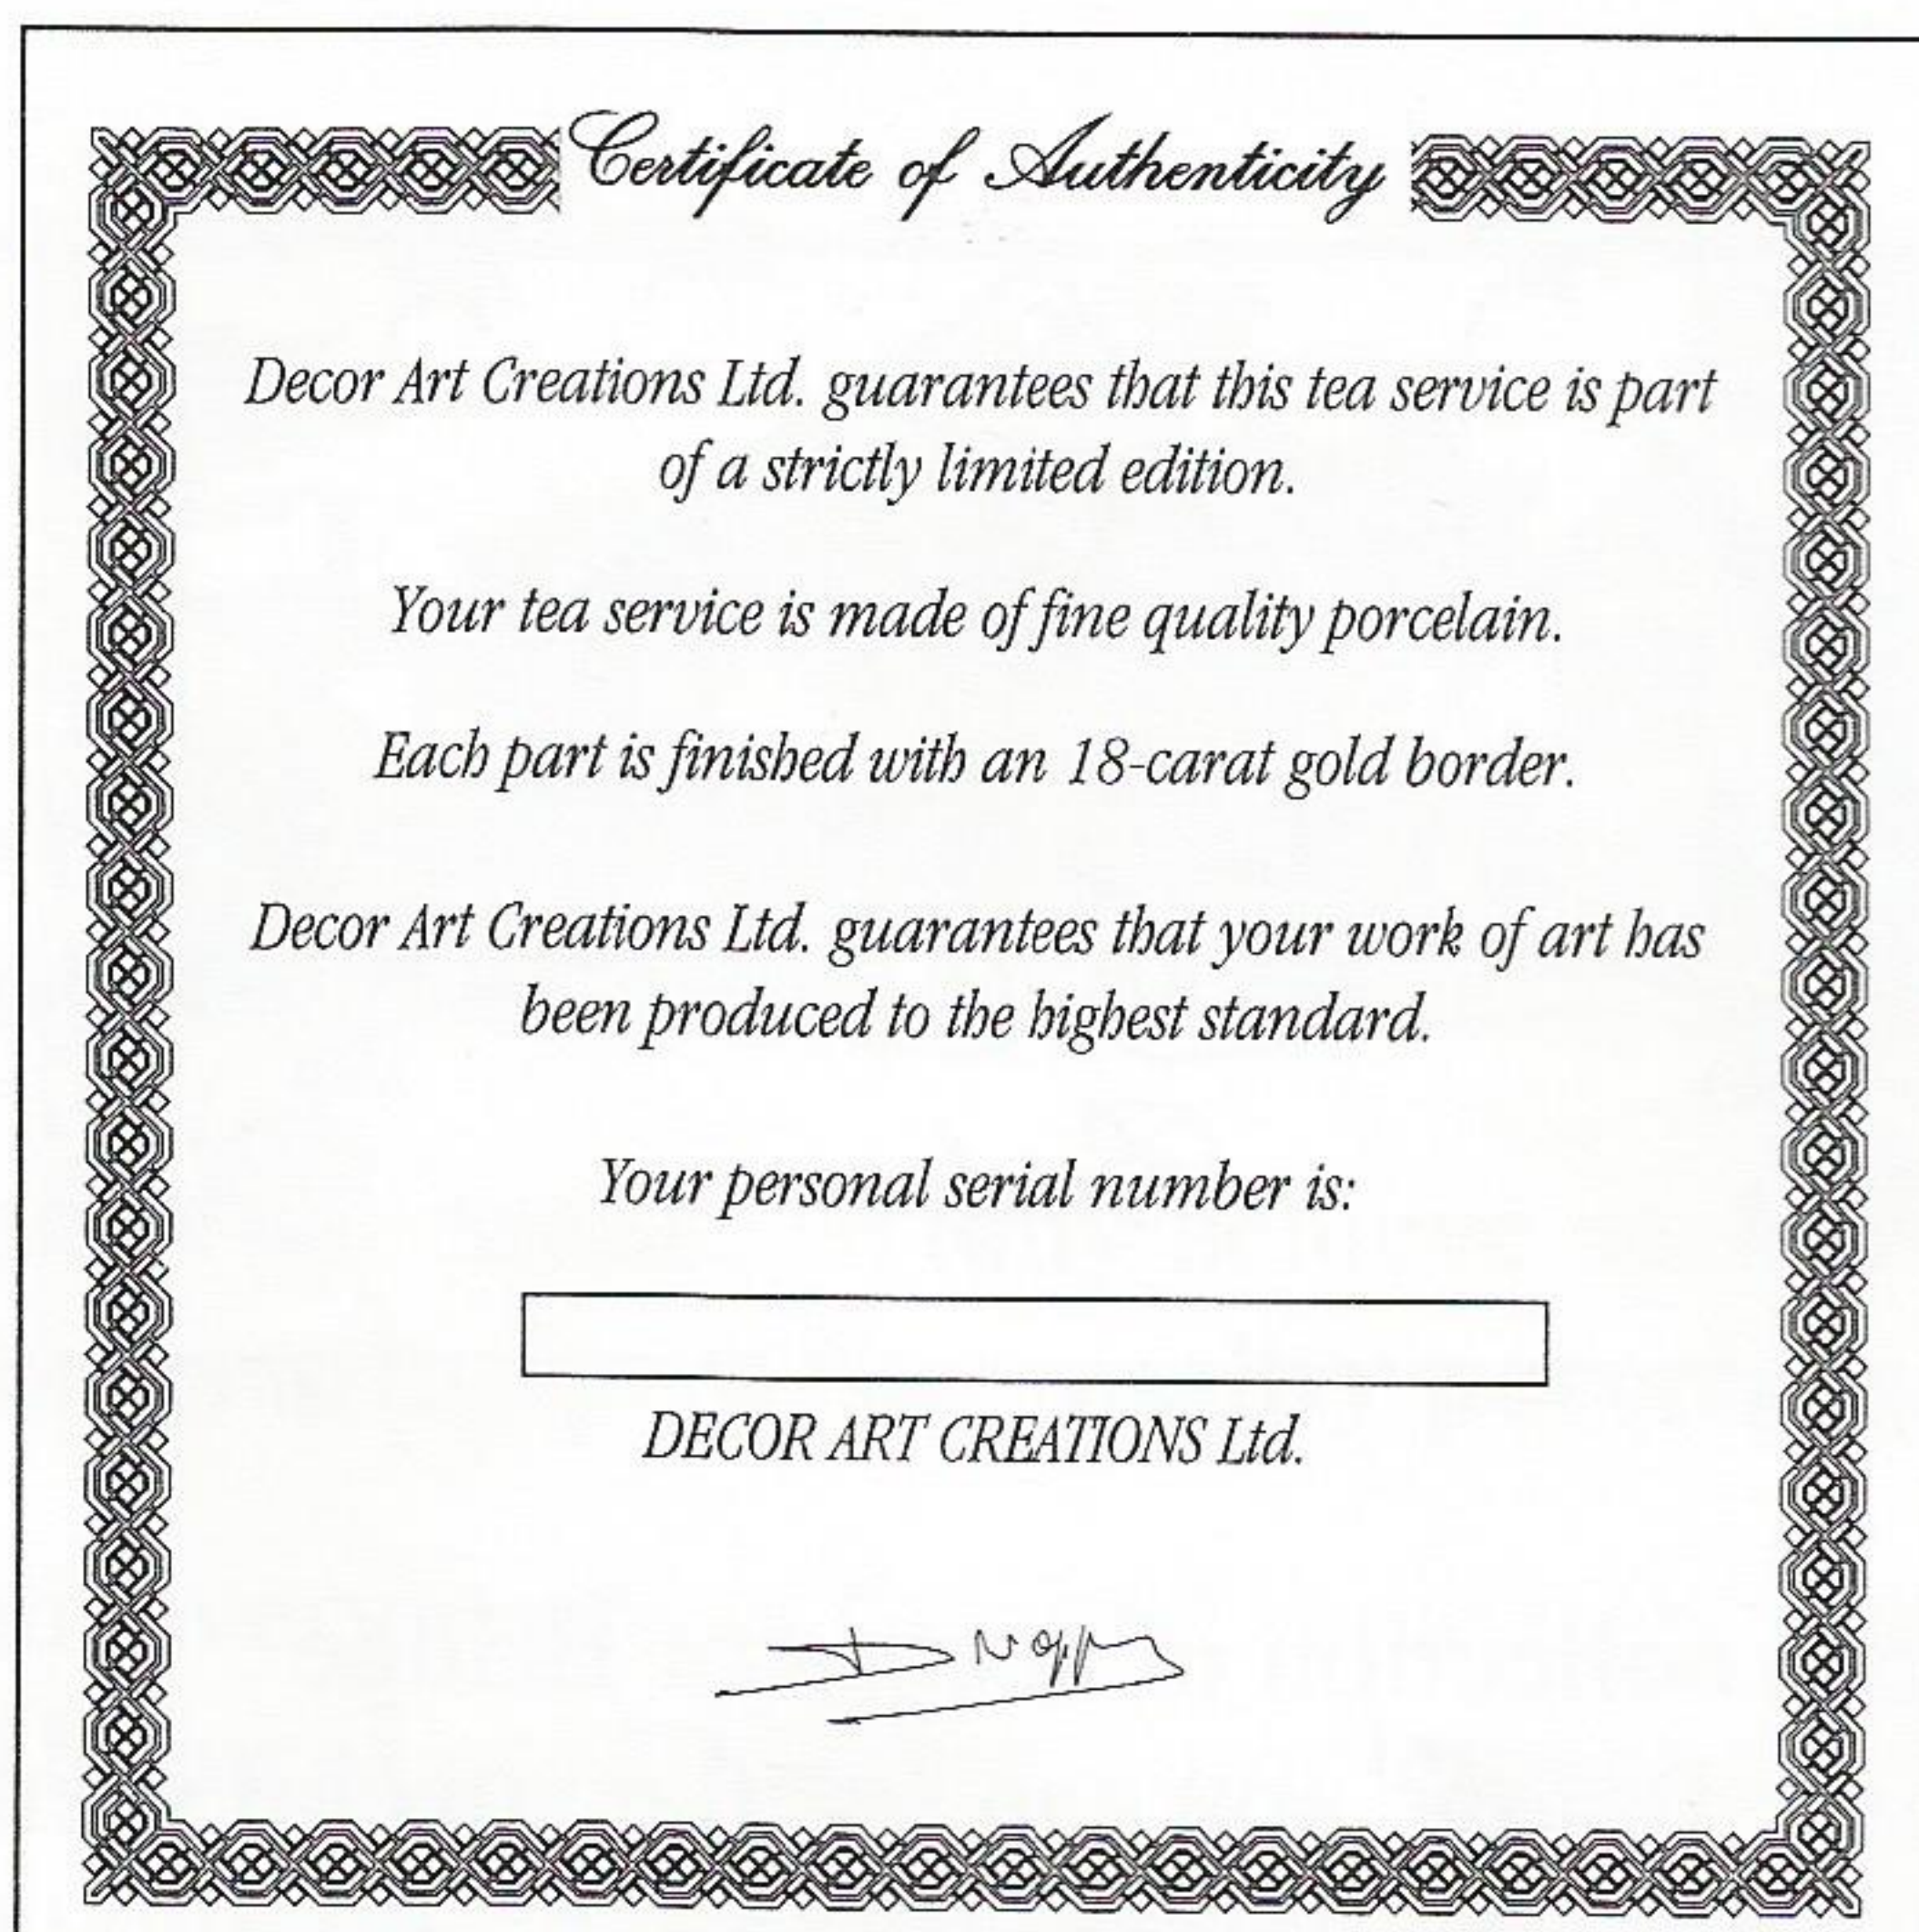 Certificate of Authenticity
Decor Art Creations Ltd. guarantees that this tea service is part
of a strictly limited edition.
Your tea service is made of fine quality porcelain.
Each part is finished with an 18-carat gold border.
Decor Art Creations Ltd. guarantees that your work of art has
been produced to the highest standard.
Your personal serial number is:
DECOR ART CREATIONS Ltd.